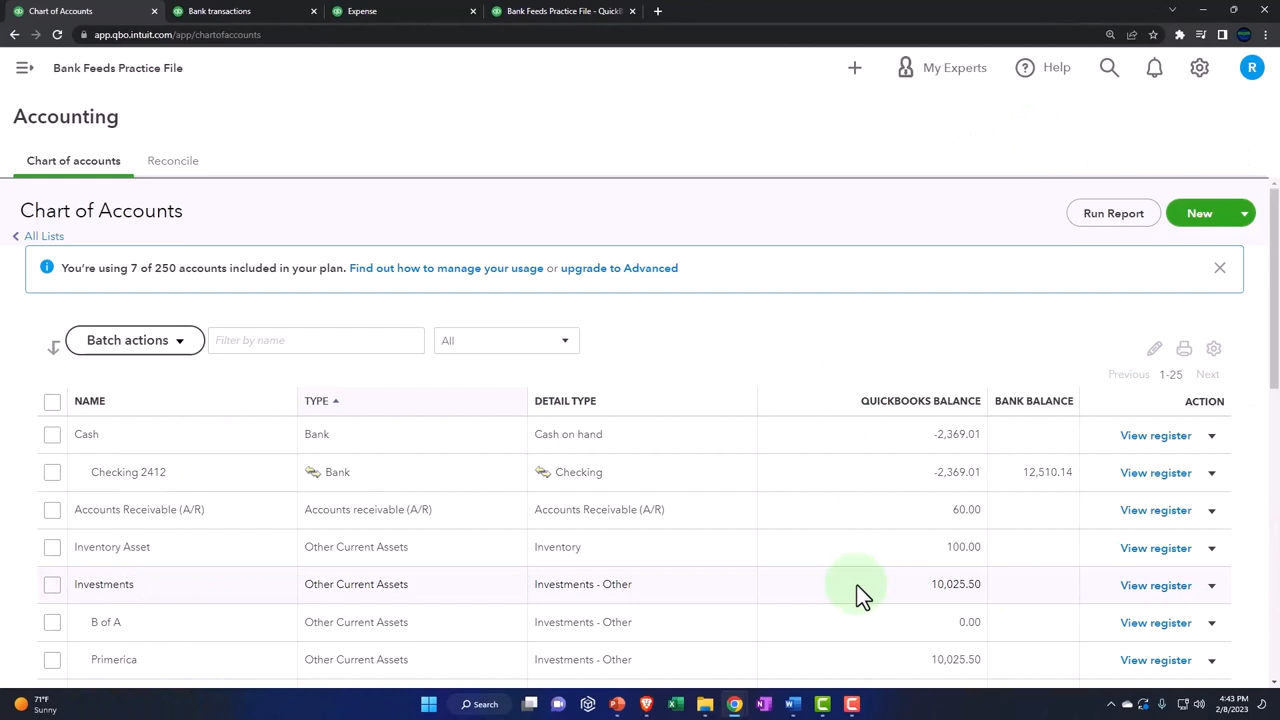 Chart of Accounts
Bank transactions
Expense
Bank Feeds Practice File - QuickB
app.qbo.intuit.com/app/chartofaccounts
Bank Feeds Practice File
My Experts
Help
R
Accounting
Chart of accounts
Reconcile
Chart of Accounts
Run Report
New
All Lists
You're using 7 of 250 accounts included in your plan. Find out how to manage your usage or upgrade to Advanced
Batch actions
Filter by name
All
Previous 1-25 Next
NAME TYPE DETAIL TYPE QUICKBOOKS BALANCE BANK BALANCE ACTION
Cash Bank Cash on hand -2,369.01 View register
Checking 2412 Bank Checking -2,369.01 12,510.14 View register
Accounts Receivable (A/R) Accounts receivable (A/R) Accounts Receivable (A/R) 60.00 View register
Inventory Asset Other Current Assets Inventory 100.00 View register
Investments Other Current Assets Investments - Other 10,025.50 View register
B of A Other Current Assets Investments - Other 0.00 View register
Primerica Other Current Assets Investments - Other 10,025.50 View register
71°F
Sunny
Search
4:43 PM
2/8/2023